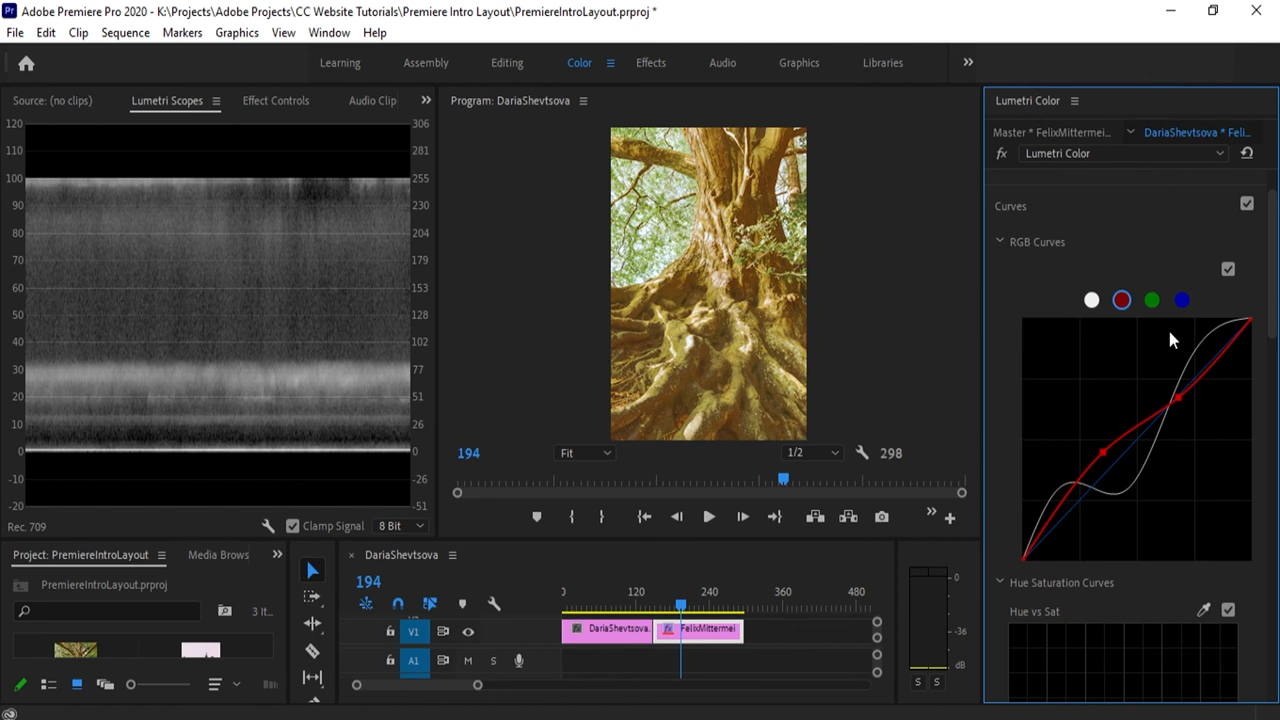 Pr Adobe Premiere Pro 2020 - K:\Projects\Adobe Projects\CC Website Tutorials\Premiere Intro Layout\PremiereIntroLayout.prproj *
File Edit Clip Sequence Markers Graphics View Window Help
Learning Assembly Editing Color Effects Audio Graphics Libraries
Source: (no clips) Lumetri Scopes Effect Controls Audio Clip
Program: DariaShevtsova
Lumetri Color
Master * FelixMittermei... DariaShevtsova * Feli...
fx Lumetri Color
120 306
110 281
100 255
90 230
80 204
70 179
60 153
50 128
40 102
30 77
20 51
10 26
0 0
-10 -26
-20 -51
Rec. 709 Clamp Signal 8 Bit
194 Fit 1/2 298
Curves
RGB Curves
Hue Saturation Curves
Hue vs Sat
Project: PremiereIntroLayout Media Brows
PremiereIntroLayout.prproj
3 It...
DariaShevtsova
194
0 120 240 360 480
V1 fx DariaShevtsova. fx FelixMittermei
A1 M S
0
-36
dB
S S